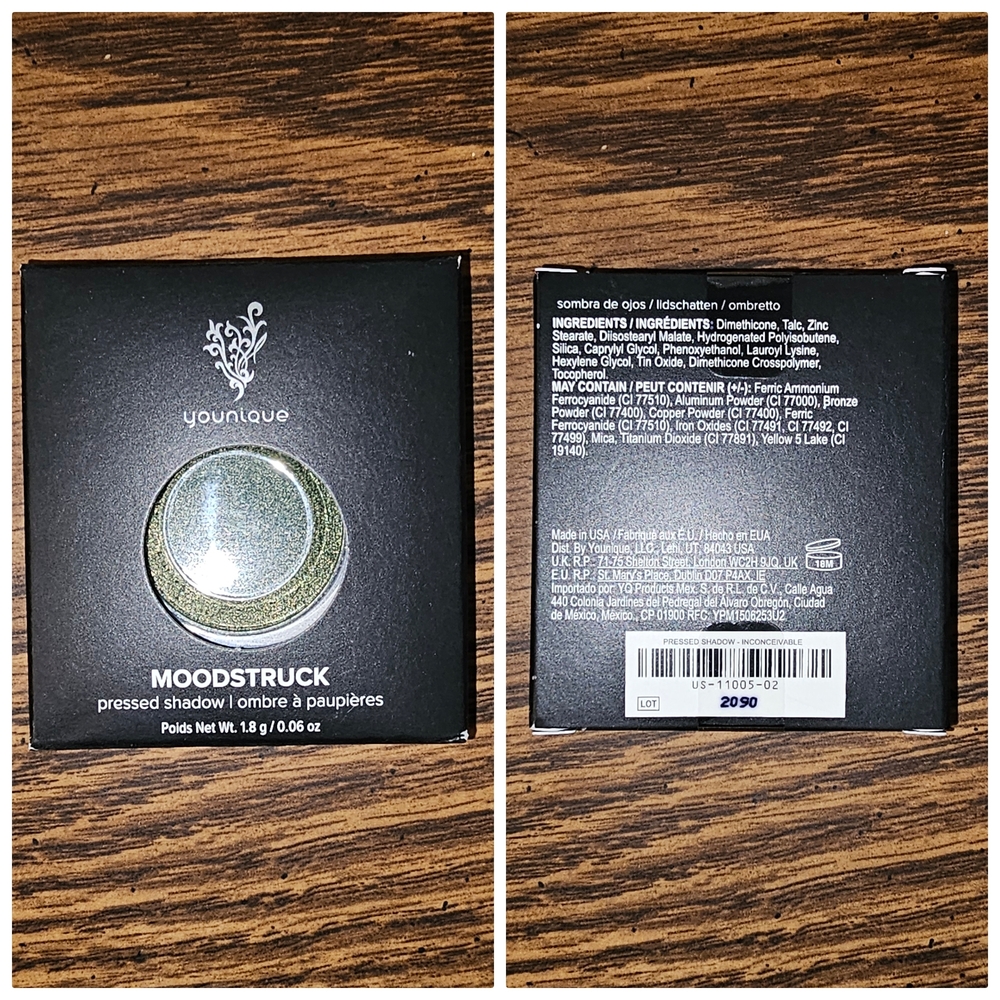 younique
MOODSTRUCK
pressed shadow | ombre à paupières
Poids Net Wt. 1.8 g / 0.06 oz
sombra de ojos / lidschatten / ombretto
INGREDIENTS / INGRÉDIENTS: Dimethicone, Talc, Zinc
Stearate, Diisostearyl Malate, Hydrogenated Polyisobutene,
Silica, Caprylyl Glycol, Phenoxyethanol, Lauroyl Lysine,
Hexylene Glycol, Tin Oxide, Dimethicone Crosspolymer,
Tocopherol.
MAY CONTAIN / PEUT CONTENIR (+/-): Ferric Ammonium
Ferrocyanide (CI 77510), Aluminum Powder (CI 77000), Bronze
Powder (CI 77400), Copper Powder (CI 77400), Ferric
Ferrocyanide (CI 77510), Iron Oxides (CI 77491, CI 77492, CI
77499), Mica, Titanium Dioxide (CI 77891), Yellow 5 Lake (CI
19140).
Made in USA / Fabriqué aux É.U. / Hecho en EUA
Dist. By Younique, LLC., Lehi, UT, 84043 USA
U.K. R.P.: 71-75 Shelton Street, London WC2H 9JQ, UK
E.U. R.P.: St. Mary's Place, Dublin D07 P4AX, IE
Importado por: YQ Products Mex. S. de R.L. de C.V., Calle Agua
440 Colonia Jardines del Pedregal del Álvaro Obregón, Ciudad
de México, México., CP 01900 RFC: YPM1506253U2
18M
PRESSED SHADOW - INCONCEIVABLE
US-11005-02
LOT
2090